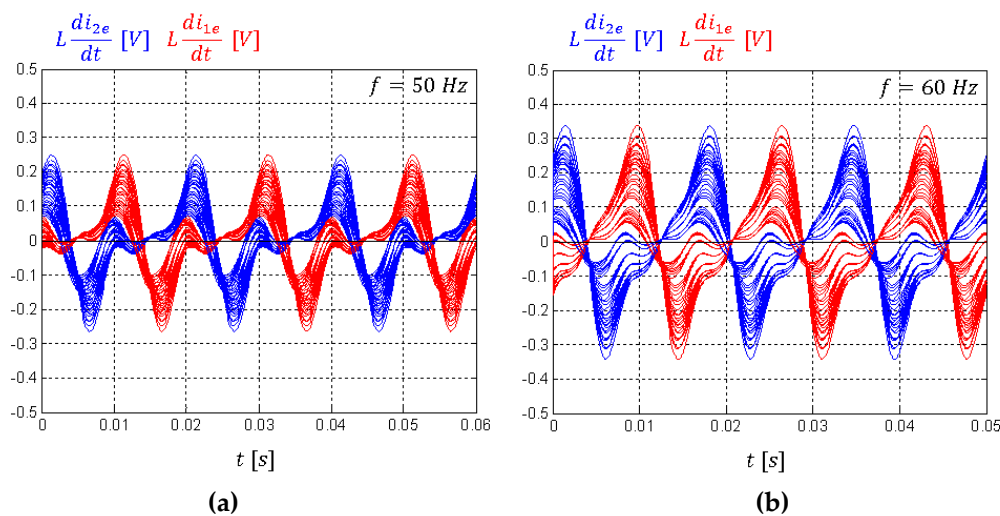 L di₂ₑ/dt [V] L di₁ₑ/dt [V]
f = 50 Hz
0.5
0.4
0.3
0.2
0.1
0
-0.1
-0.2
-0.3
-0.4
-0.5
0 0.01 0.02 0.03 0.04 0.05 0.06
t [s]
(a)
L di₂ₑ/dt [V] L di₁ₑ/dt [V]
f = 60 Hz
0.5
0.4
0.3
0.2
0.1
0
-0.1
-0.2
-0.3
-0.4
-0.5
0 0.01 0.02 0.03 0.04 0.05
t [s]
(b)